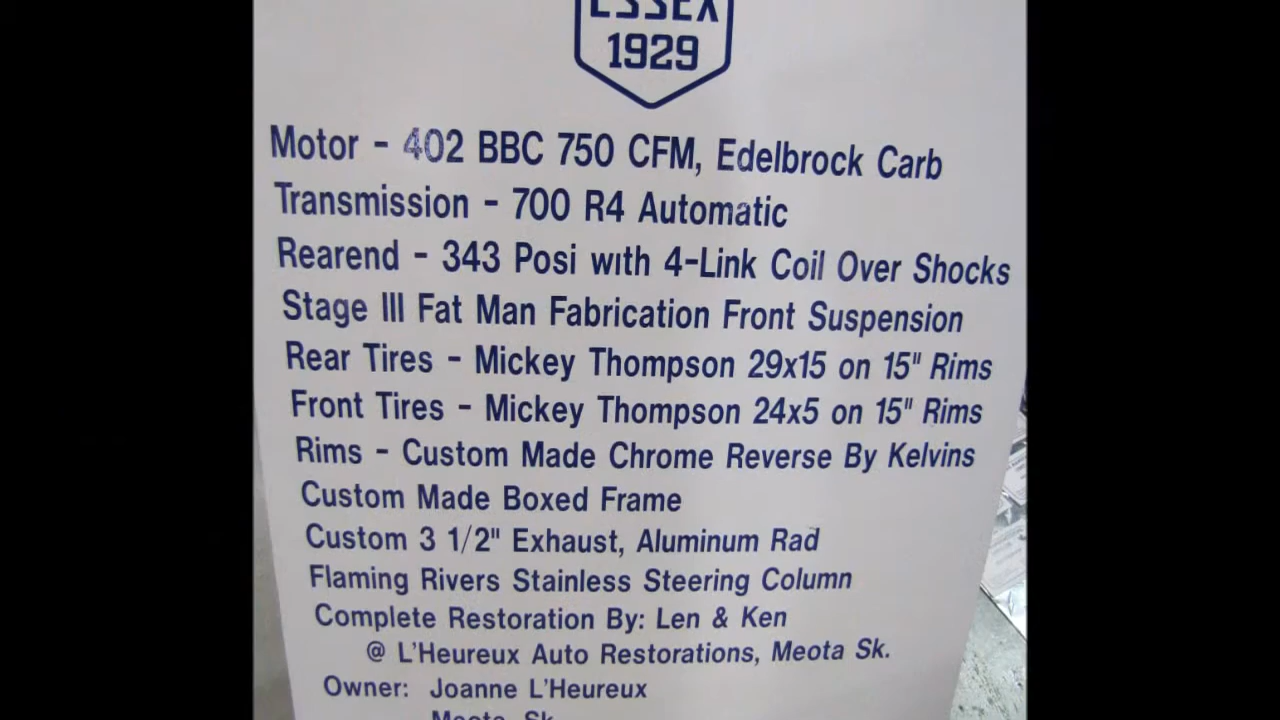 ESSEX
1929
Motor - 402 BBC 750 CFM, Edelbrock Carb
Transmission - 700 R4 Automatic
Rearend - 343 Posi with 4-Link Coil Over Shocks
Stage III Fat Man Fabrication Front Suspension
Rear Tires - Mickey Thompson 29x15 on 15" Rims
Front Tires - Mickey Thompson 24x5 on 15" Rims
Rims - Custom Made Chrome Reverse By Kelvins
Custom Made Boxed Frame
Custom 3 1/2" Exhaust, Aluminum Rad
Flaming Rivers Stainless Steering Column
Complete Restoration By: Len & Ken
@ L'Heureux Auto Restorations, Meota Sk.
Owner: Joanne L'Heureux
Meota, Sk